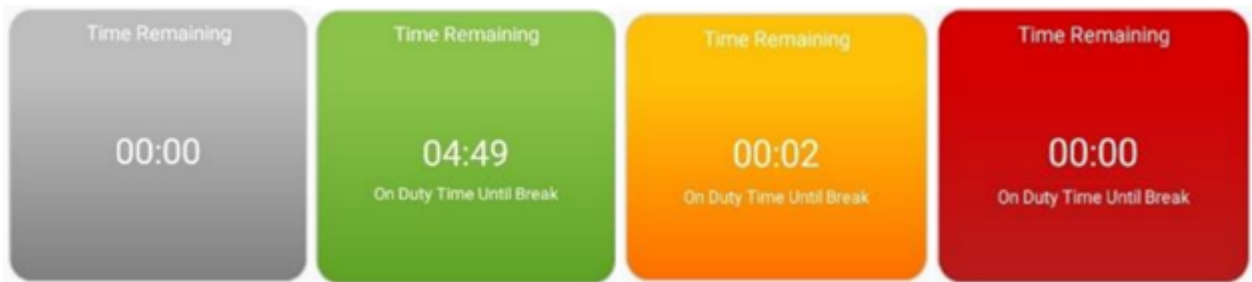 Time Remaining
00:00
Time Remaining
04:49
On Duty Time Until Break
Time Remaining
00:02
On Duty Time Until Break
Time Remaining
00:00
On Duty Time Until Break